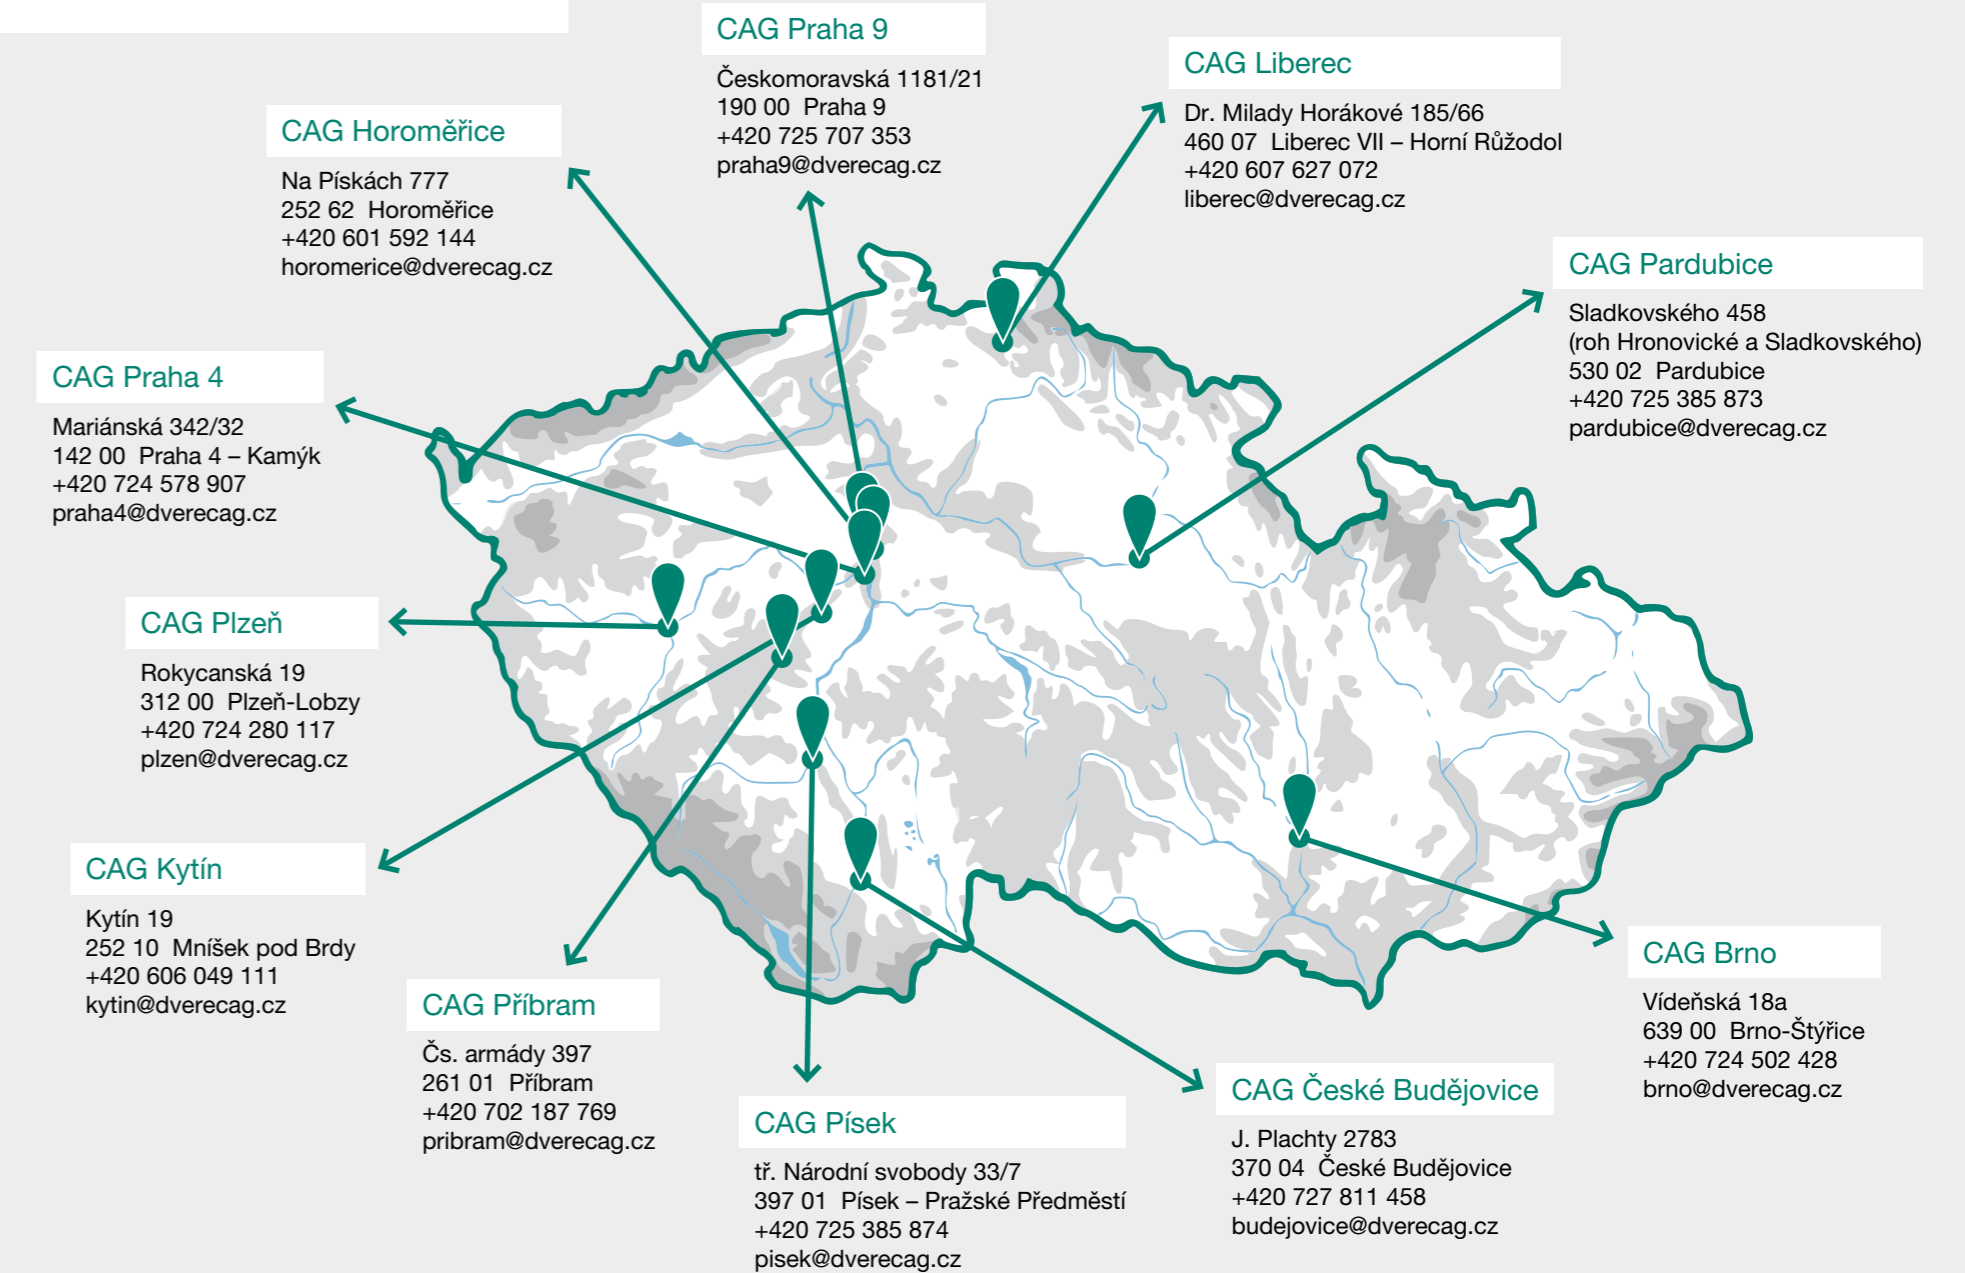 CAG Praha 9
Českomoravská 1181/21
190 00 Praha 9
+420 725 707 353
praha9@dverecag.cz
CAG Liberec
Dr. Milady Horákové 185/66
460 07 Liberec VII – Horní Růžodol
+420 607 627 072
liberec@dverecag.cz
CAG Horoměřice
Na Pískách 777
252 62 Horoměřice
+420 601 592 144
horomerice@dverecag.cz
CAG Pardubice
Sladkovského 458
(roh Hronovické a Sladkovského)
530 02 Pardubice
+420 725 385 873
pardubice@dverecag.cz
CAG Praha 4
Mariánská 342/32
142 00 Praha 4 – Kamýk
+420 724 578 907
praha4@dverecag.cz
CAG Plzeň
Rokycanská 19
312 00 Plzeň-Lobzy
+420 724 280 117
plzen@dverecag.cz
CAG Kytín
Kytín 19
252 10 Mníšek pod Brdy
+420 606 049 111
kytin@dverecag.cz
CAG Příbram
Čs. armády 397
261 01 Příbram
+420 702 187 769
pribram@dverecag.cz
CAG Písek
tř. Národní svobody 33/7
397 01 Písek – Pražské Předměstí
+420 725 385 874
pisek@dverecag.cz
CAG České Budějovice
J. Plachty 2783
370 04 České Budějovice
+420 727 811 458
budejovice@dverecag.cz
CAG Brno
Vídeňská 18a
639 00 Brno-Štýřice
+420 724 502 428
brno@dverecag.cz